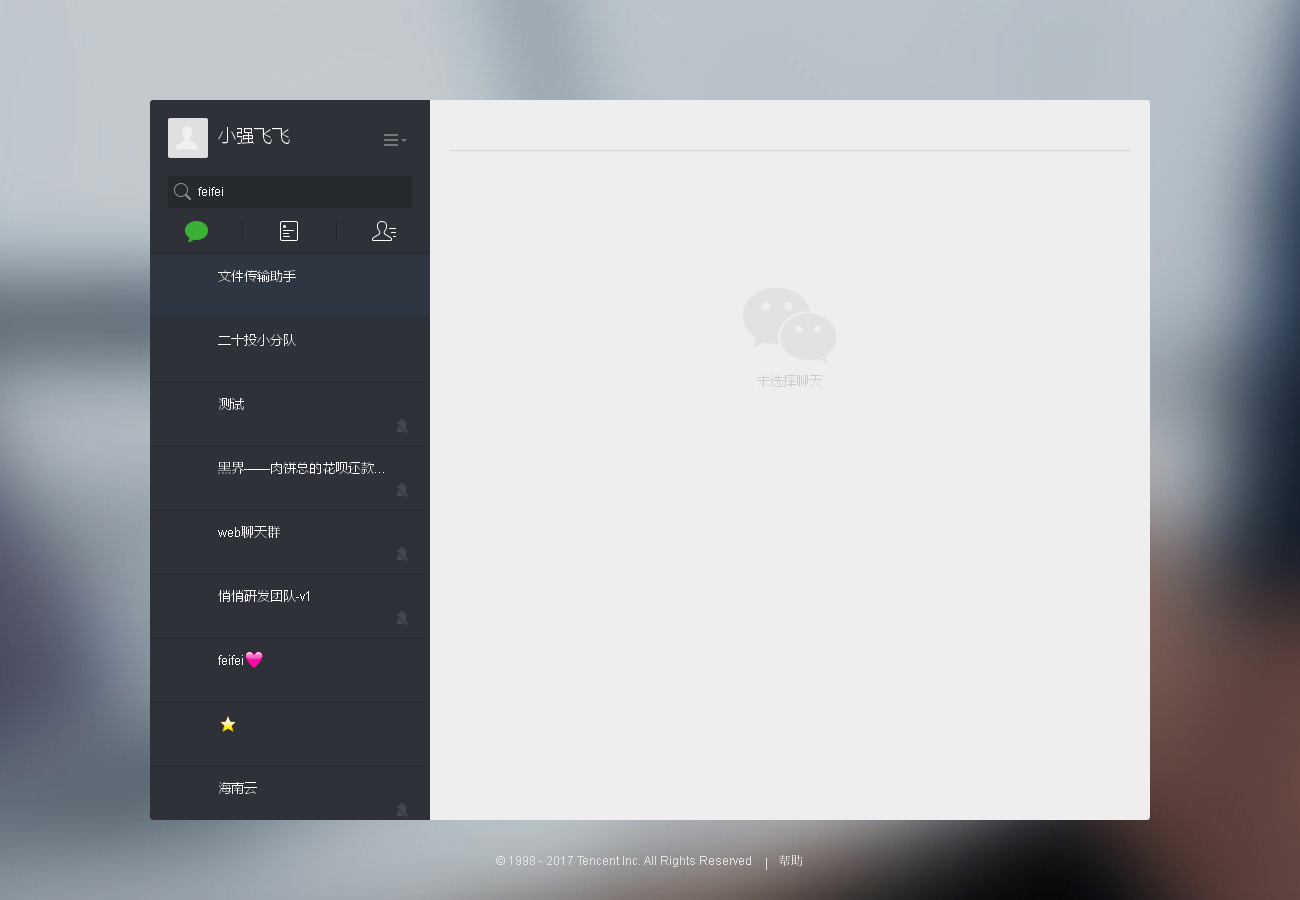 小强飞飞
feifei
文件传输助手
二十投小分队
测试
黑界——肉饼总的花呗还款...
web聊天群
悄悄研发团队-v1
feifei💗
⭐
海南云
未选择聊天
© 1998 - 2017 Tencent Inc. All Rights Reserved | 帮助